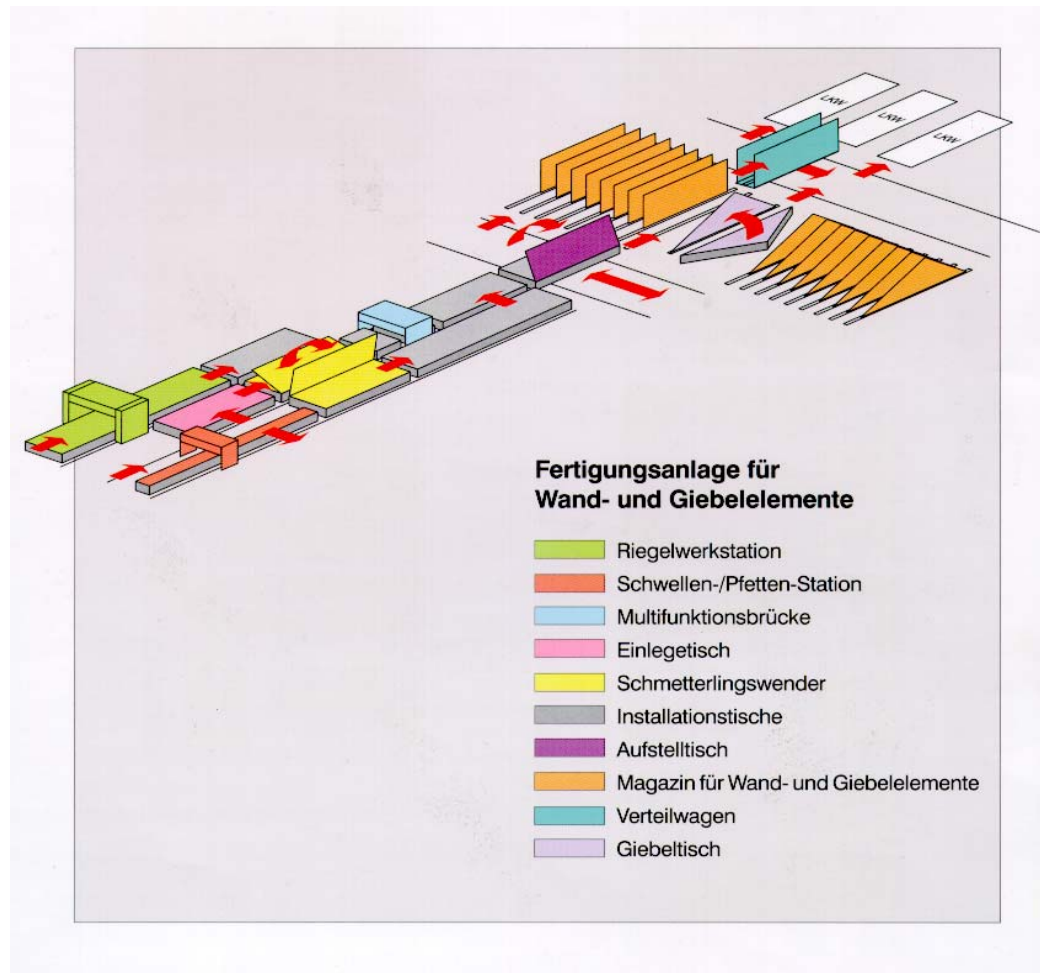 LKW
LKW
LKW
Fertigungsanlage für
Wand- und Giebelelemente
Riegelwerkstation
Schwellen-/Pfetten-Station
Multifunktionsbrücke
Einlegetisch
Schmetterlingswender
Installationstische
Aufstelltisch
Magazin für Wand- und Giebelelemente
Verteilwagen
Giebeltisch